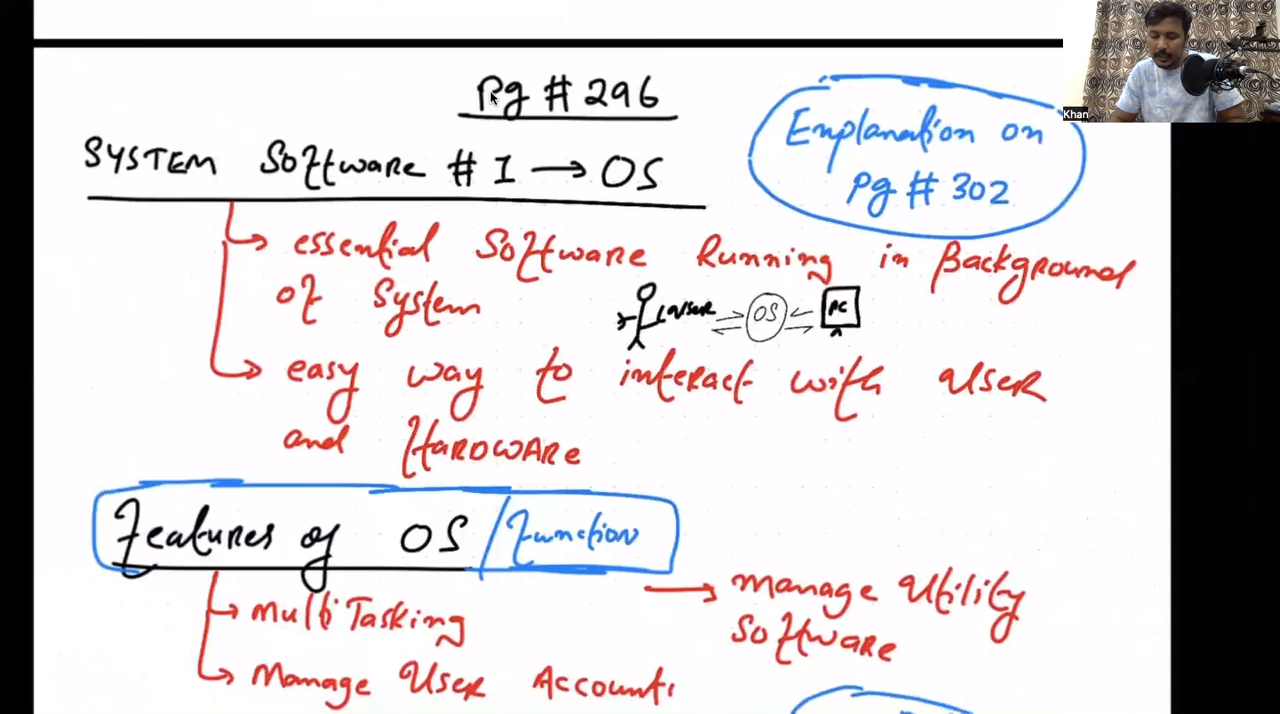 Pg # 296
Explanation on
Pg # 302
SYSTEM Software # 1 → OS
essential Software Running in Background
of System
USER OS PC
easy way to interact with User
and HARDWARE
Features of OS / Function
Multi Tasking
Manage Utility
Software
Manage User Accounts
Khan